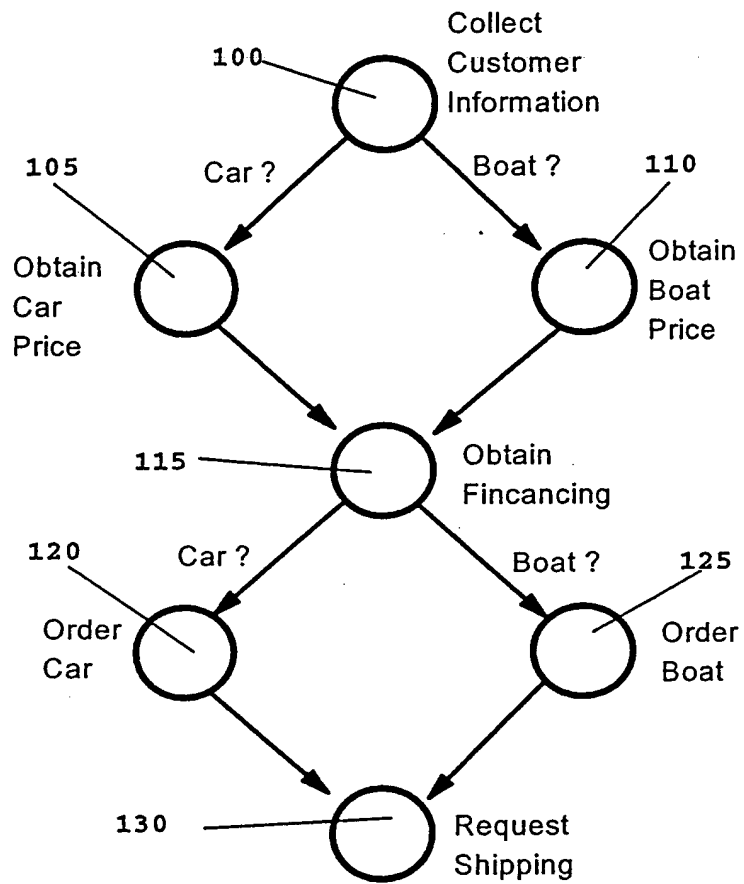 Collect
Customer
Information
100
Car ?
Boat ?
105
110
Obtain
Car
Price
Obtain
Boat
Price
115
Obtain
Fincancing
Car ?
Boat ?
120
125
Order
Car
Order
Boat
130
Request
Shipping